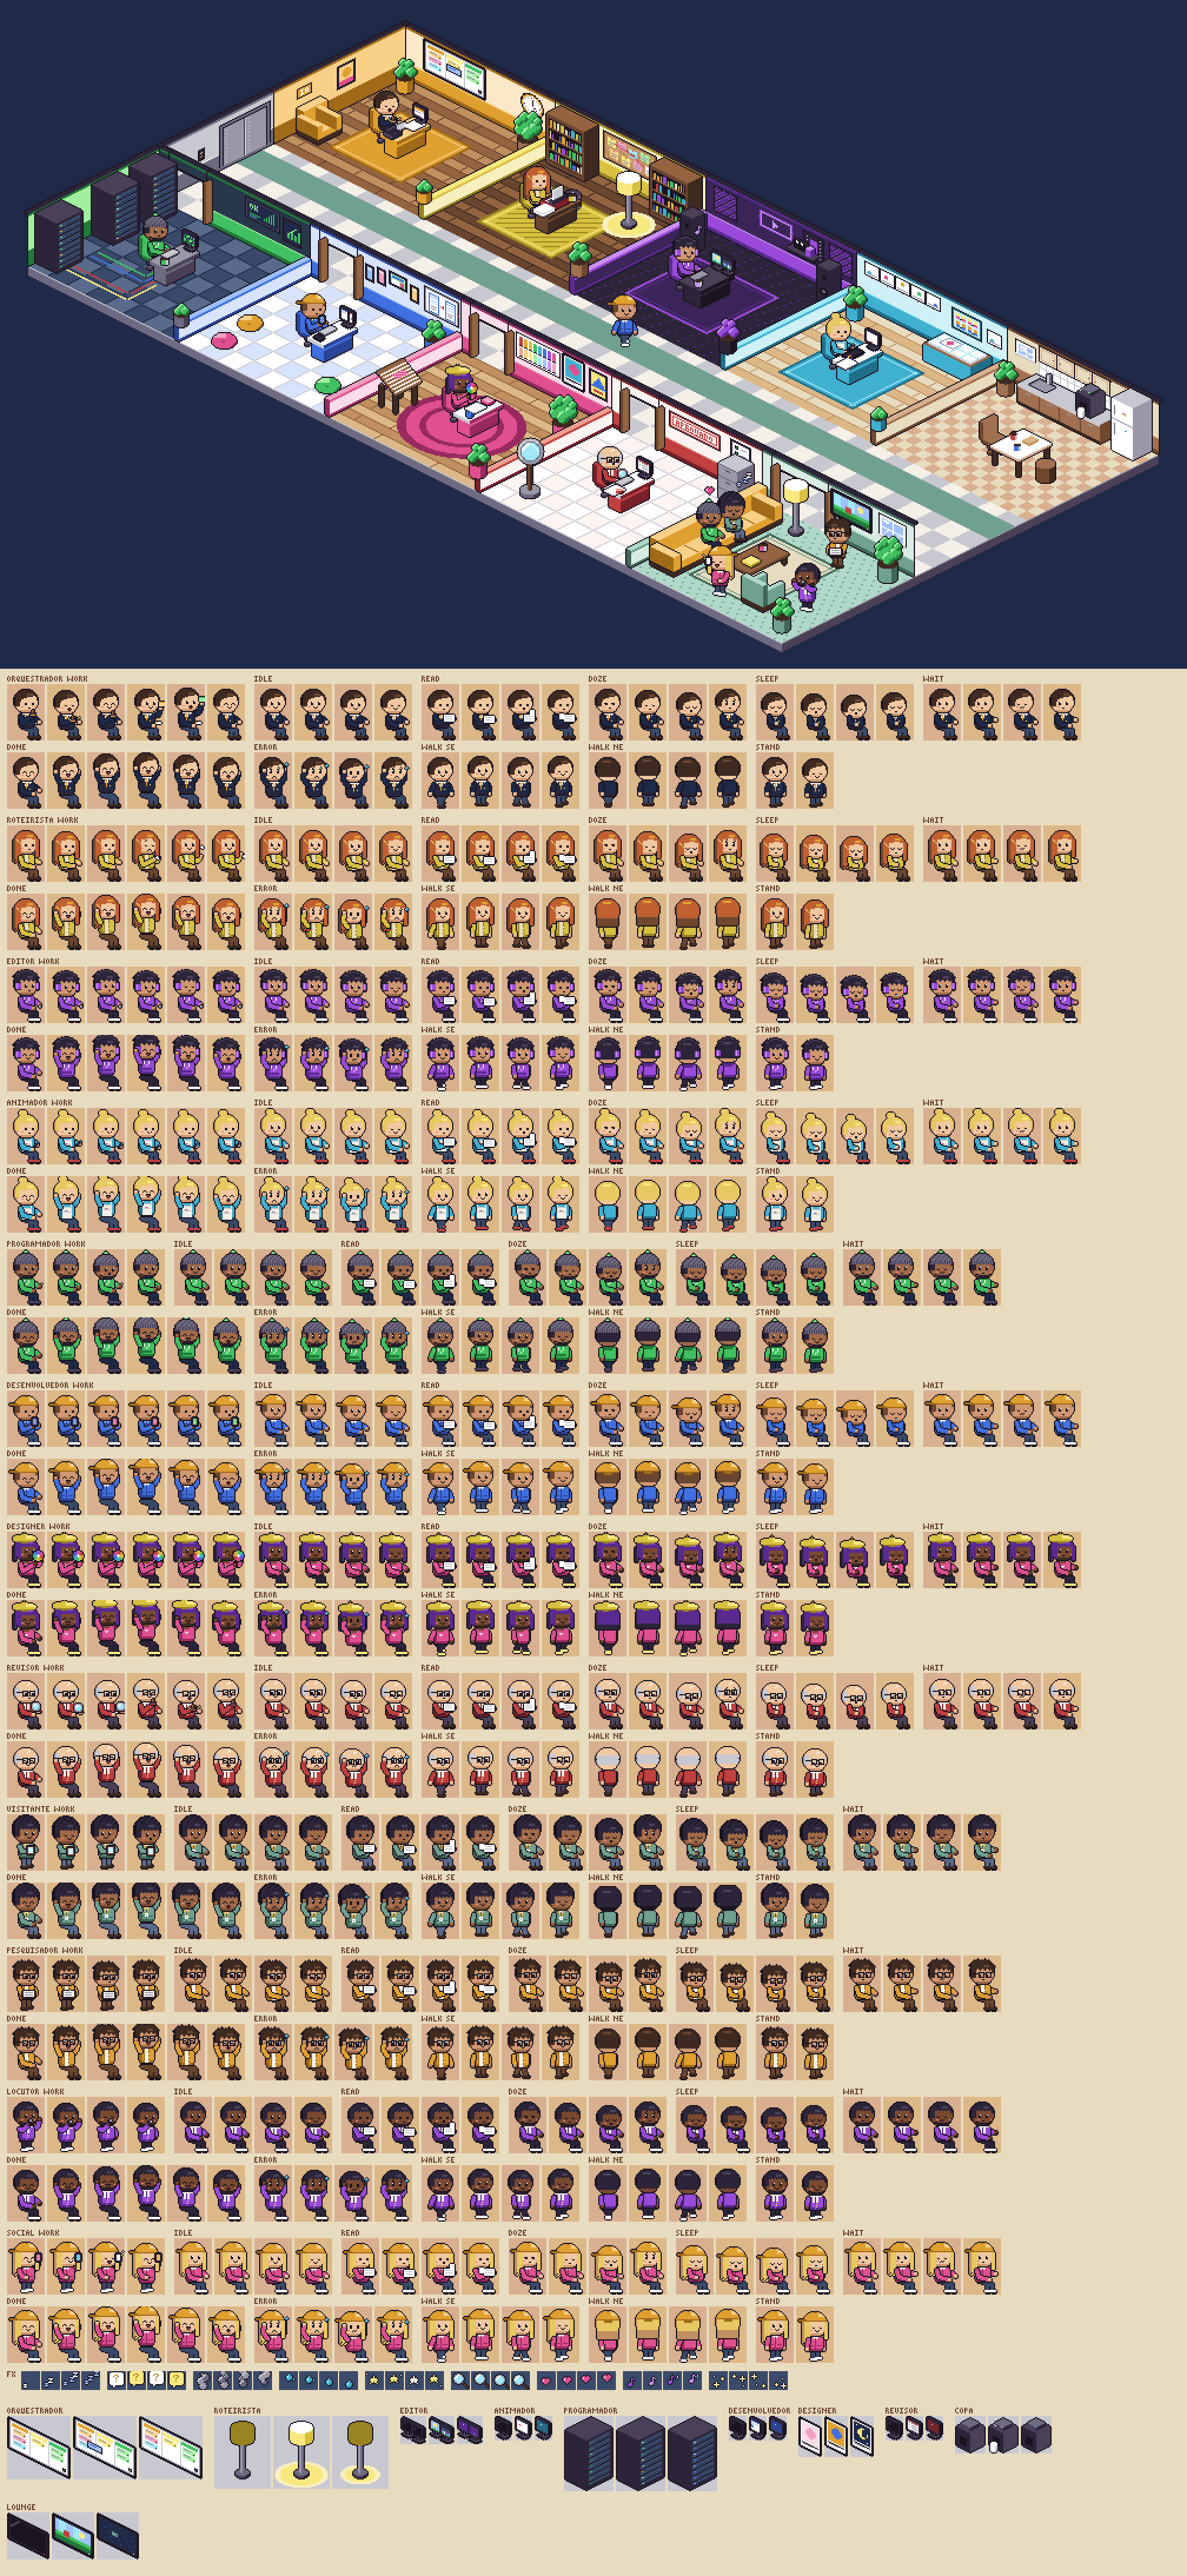 OK
APROVADO
ORQUESTRADOR WORK IDLE READ DOZE SLEEP WAIT
DONE ERROR WALK SE WALK NE STAND
ROTEIRISTA WORK IDLE READ DOZE SLEEP WAIT
DONE ERROR WALK SE WALK NE STAND
EDITOR WORK IDLE READ DOZE SLEEP WAIT
DONE ERROR WALK SE WALK NE STAND
ANIMADOR WORK IDLE READ DOZE SLEEP WAIT
DONE ERROR WALK SE WALK NE STAND
PROGRAMADOR WORK IDLE READ DOZE SLEEP WAIT
DONE ERROR WALK SE WALK NE STAND
DESENVOLVEDOR WORK IDLE READ DOZE SLEEP WAIT
DONE ERROR WALK SE WALK NE STAND
DESIGNER WORK IDLE READ DOZE SLEEP WAIT
DONE ERROR WALK SE WALK NE STAND
REVISOR WORK IDLE READ DOZE SLEEP WAIT
DONE ERROR WALK SE WALK NE STAND
VISITANTE WORK IDLE READ DOZE SLEEP WAIT
DONE ERROR WALK SE WALK NE STAND
PESQUISADOR WORK IDLE READ DOZE SLEEP WAIT
DONE ERROR WALK SE WALK NE STAND
LOCUTOR WORK IDLE READ DOZE SLEEP WAIT
DONE ERROR WALK SE WALK NE STAND
SOCIAL WORK IDLE READ DOZE SLEEP WAIT
DONE ERROR WALK SE WALK NE STAND
FX
ORQUESTRADOR ROTEIRISTA EDITOR ANIMADOR PROGRAMADOR DESENVOLVEDOR DESIGNER REVISOR COPA
LOUNGE